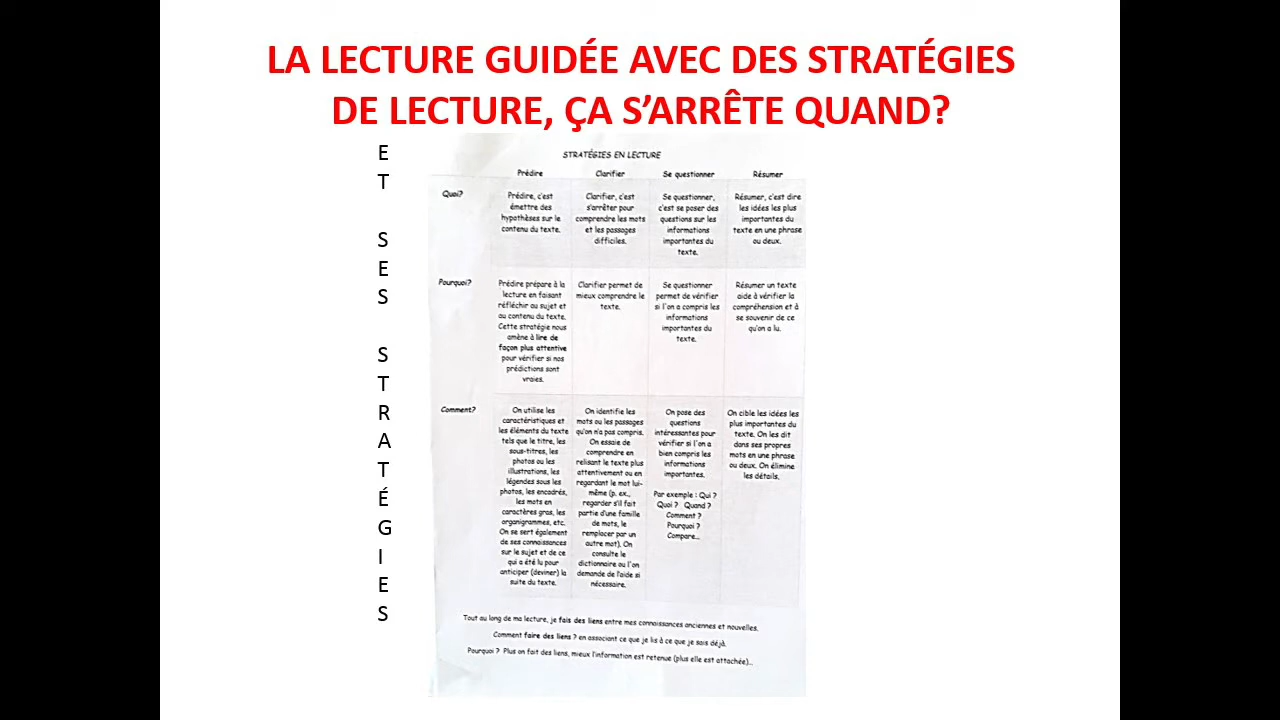 LA LECTURE GUIDÉE AVEC DES STRATÉGIES
DE LECTURE, ÇA S'ARRÊTE QUAND?
ET SES STRATÉGIES
STRATÉGIES EN LECTURE
Prédire Clarifier Se questionner Résumer
Quoi?
Prédire, c'est
émettre des
hypothèses sur le
contenu du texte.
Clarifier, c'est
s'arrêter pour
comprendre les mots
et les passages
difficiles.
Se questionner,
c'est se poser des
questions sur les
informations
importantes du
texte.
Résumer, c'est dire
les idées les plus
importantes du
texte en une phrase
ou deux.
Pourquoi?
Prédire prépare à la
lecture en faisant
réfléchir au sujet et
au contenu du texte.
Cette stratégie nous
amène à lire de
façon plus attentive
pour vérifier si nos
prédictions sont
vraies.
Clarifier permet de
mieux comprendre le
texte.
Se questionner
permet de vérifier
si l'on a compris les
informations
importantes du
texte.
Résumer un texte
aide à vérifier la
compréhension et à
se souvenir de ce
qu'on a lu.
Comment?
On utilise les
caractéristiques et
les éléments du texte
tels que le titre, les
sous-titres, les
photos ou les
illustrations, les
légendes sous les
photos, les encadrés,
les mots en
caractères gras, les
organigrammes, etc.
On se sert également
de ses connaissances
sur le sujet et de ce
qui a été lu pour
anticiper (deviner) la
suite du texte.
On identifie les
mots ou les passages
qu'on n'a pas compris.
On essaie de
comprendre en
relisant le texte plus
attentivement ou en
regardant le mot lui-
même (p. ex.,
regarder s'il fait
partie d'une famille
de mots, le
remplacer par un
autre mot). On
consulte le
dictionnaire ou l'on
demande de l'aide si
nécessaire.
On pose des
questions
intéressantes pour
vérifier si l'on a
bien compris les
informations
importantes.
Par exemple : Qui ?
Quoi ? Quand ?
Comment ?
Pourquoi ?
Compare...
On cible les idées les
plus importantes du
texte. On les dit
dans ses propres
mots en une phrase
ou deux. On élimine
les détails.
Tout au long de ma lecture, je fais des liens entre mes connaissances anciennes et nouvelles.
Comment faire des liens ? en associant ce que je lis à ce que je sais déjà.
Pourquoi ? Plus on fait des liens, mieux l'information est retenue (plus elle est attachée)...